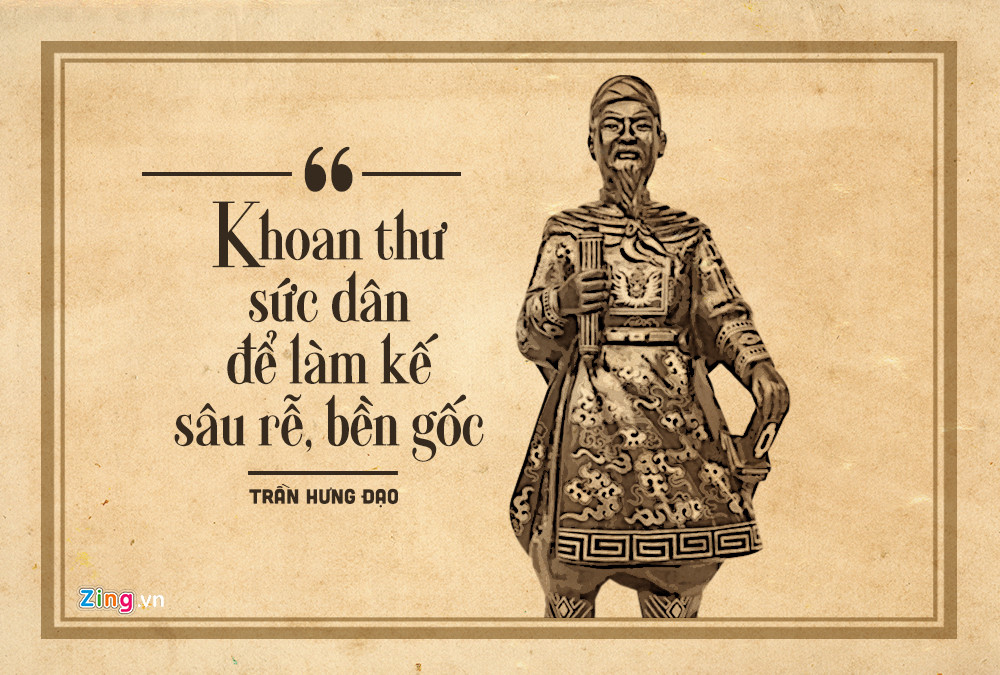 “
Khoan thư
sức dân
để làm kế
sâu rễ, bền gốc
TRẦN HƯNG ĐẠO
Zing.vn